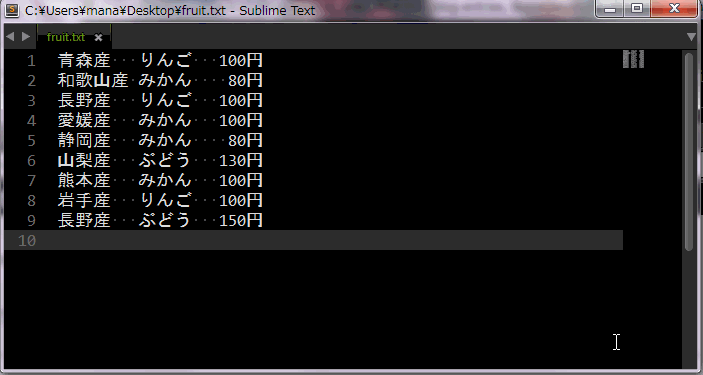 C:¥Users¥mana¥Desktop¥fruit.txt - Sublime Text
fruit.txt
1 青森産 りんご 100円
2 和歌山産 みかん 80円
3 長野産 りんご 100円
4 愛媛産 みかん 100円
5 静岡産 みかん 80円
6 山梨産 ぶどう 130円
7 熊本産 みかん 100円
8 岩手産 りんご 100円
9 長野産 ぶどう 150円
10